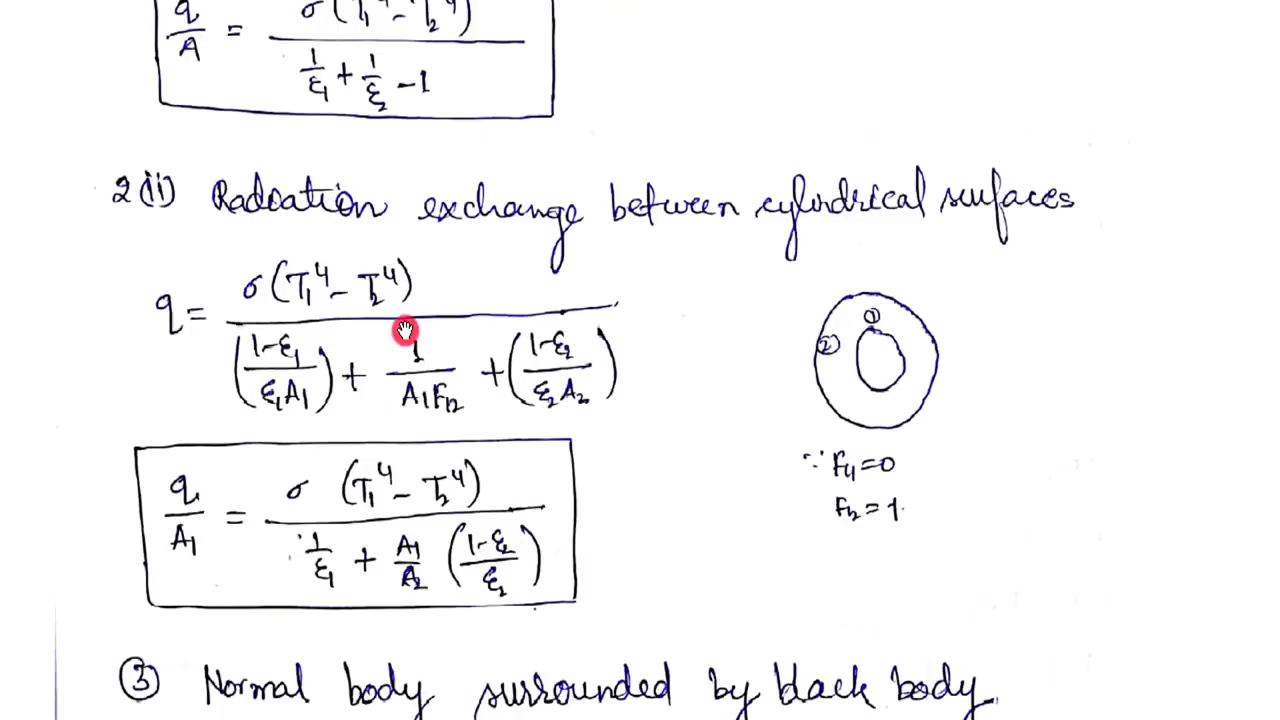 q/A = σ(T₁⁴ - T₂⁴) / (1/ε₁ + 1/ε₂ - 1)
2(ii) Radiation exchange between cylindrical surfaces
q = σ(T₁⁴ - T₂⁴) / ((1-ε₁)/(ε₁A₁) + 1/(A₁F₁₂) + (1-ε₂)/(ε₂A₂))
① ②
∵ F₁₁=0
F₁₂=1.
q/A₁ = σ (T₁⁴ - T₂⁴) / (1/ε₁ + A₁/A₂ ((1-ε₂)/ε₂))
③ Normal body surrounded by black body.